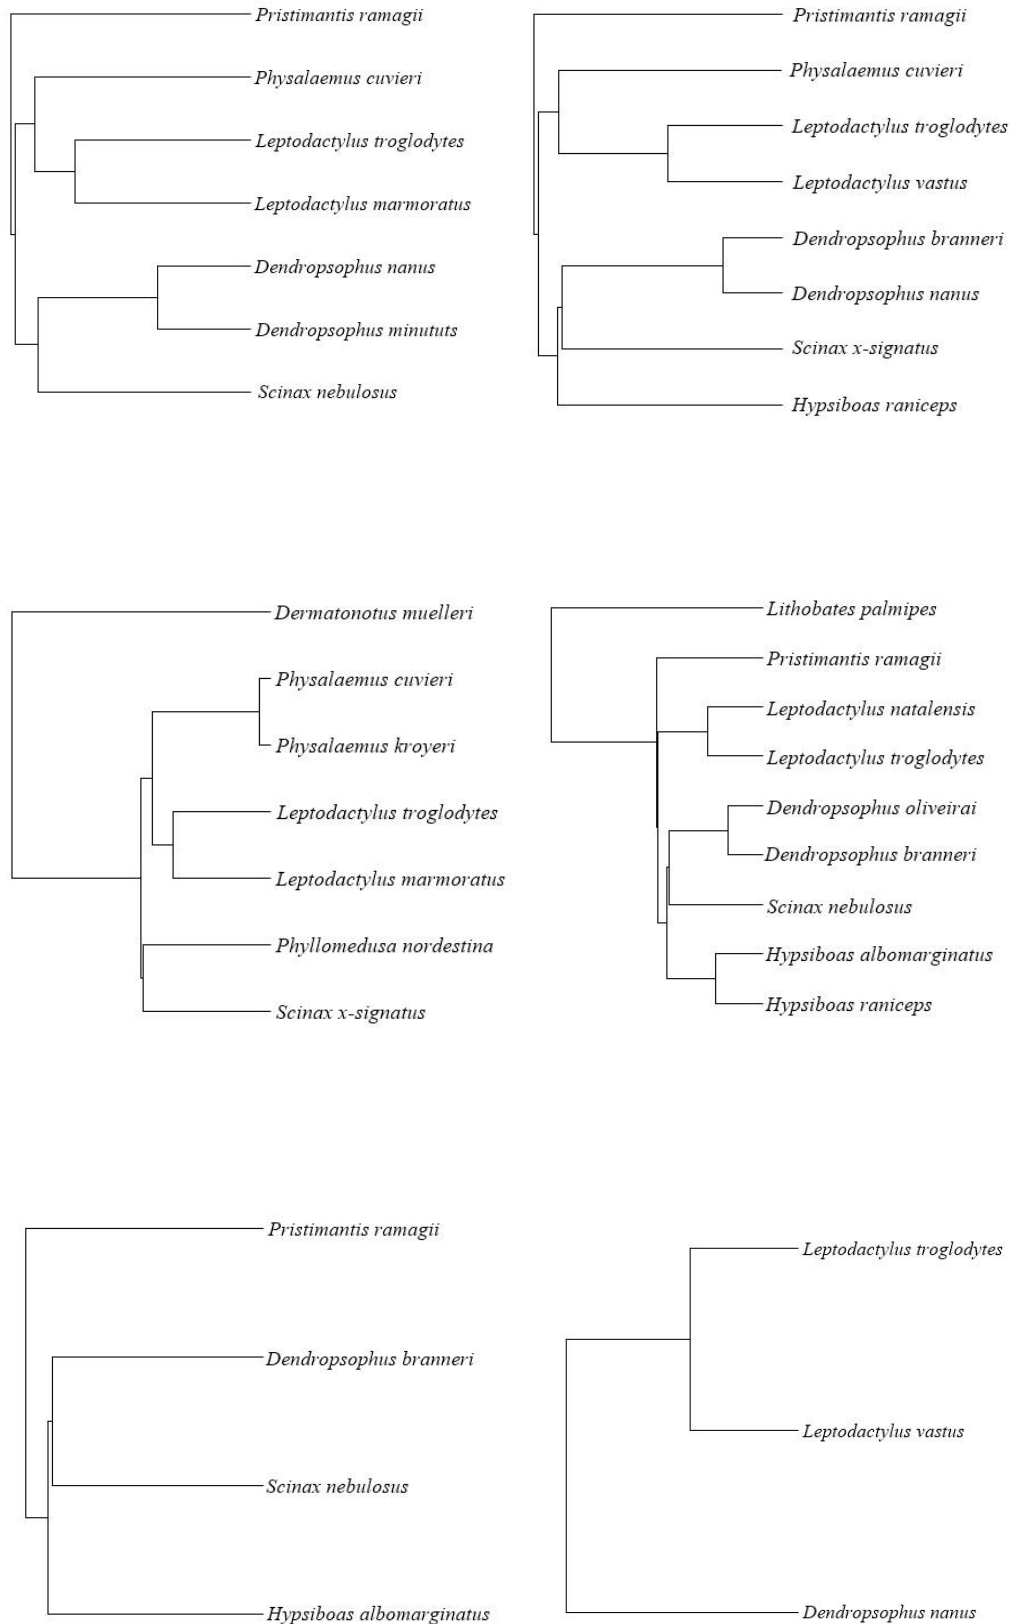 Pristimantis ramagii
Physalaemus cuvieri
Leptodactylus troglodytes
Leptodactylus marmoratus
Dendropsophus nanus
Dendropsophus minututs
Scinax nebulosus
Pristimantis ramagii
Physalaemus cuvieri
Leptodactylus troglodytes
Leptodactylus vastus
Dendropsophus branneri
Dendropsophus nanus
Scinax x-signatus
Hypsiboas raniceps
Dermatonotus muelleri
Physalaemus cuvieri
Physalaemus kroyeri
Leptodactylus troglodytes
Leptodactylus marmoratus
Phyllomedusa nordestina
Scinax x-signatus
Lithobates palmipes
Pristimantis ramagii
Leptodactylus natalensis
Leptodactylus troglodytes
Dendropsophus oliveirai
Dendropsophus branneri
Scinax nebulosus
Hypsiboas albomarginatus
Hypsiboas raniceps
Pristimantis ramagii
Dendropsophus branneri
Scinax nebulosus
Hypsiboas albomarginatus
Leptodactylus troglodytes
Leptodactylus vastus
Dendropsophus nanus